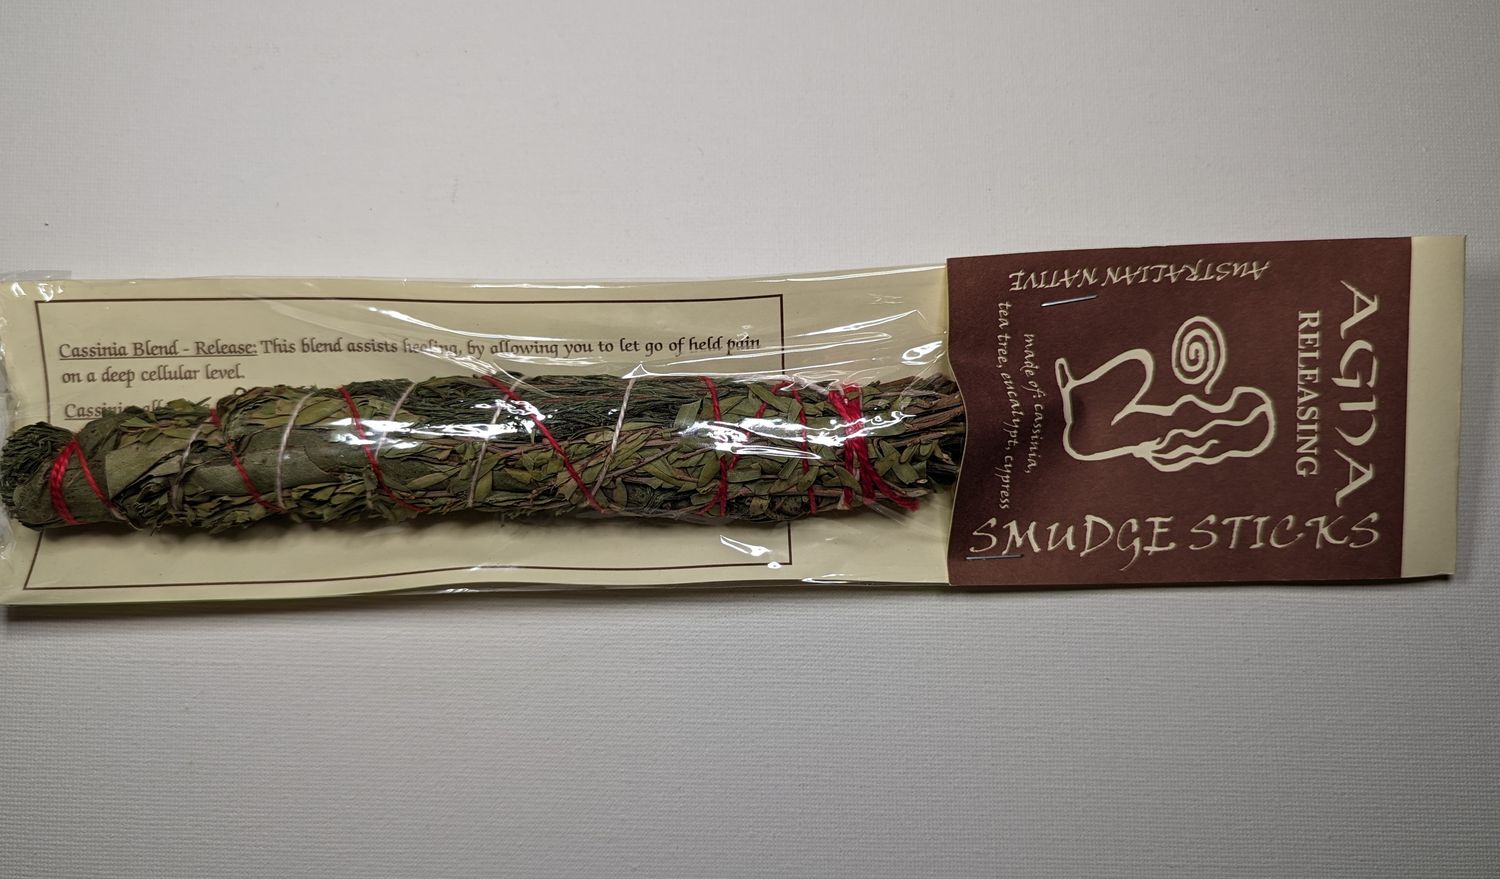 Cassinia Blend - Release: This blend assists healing, by allowing you to let go of held pain
on a deep cellular level.
AGNDA
RELEASING
AUSTRALIAN NATIVE
SMUDGE STICKS
made of cassinia,
tea tree, eucalypt, cypress